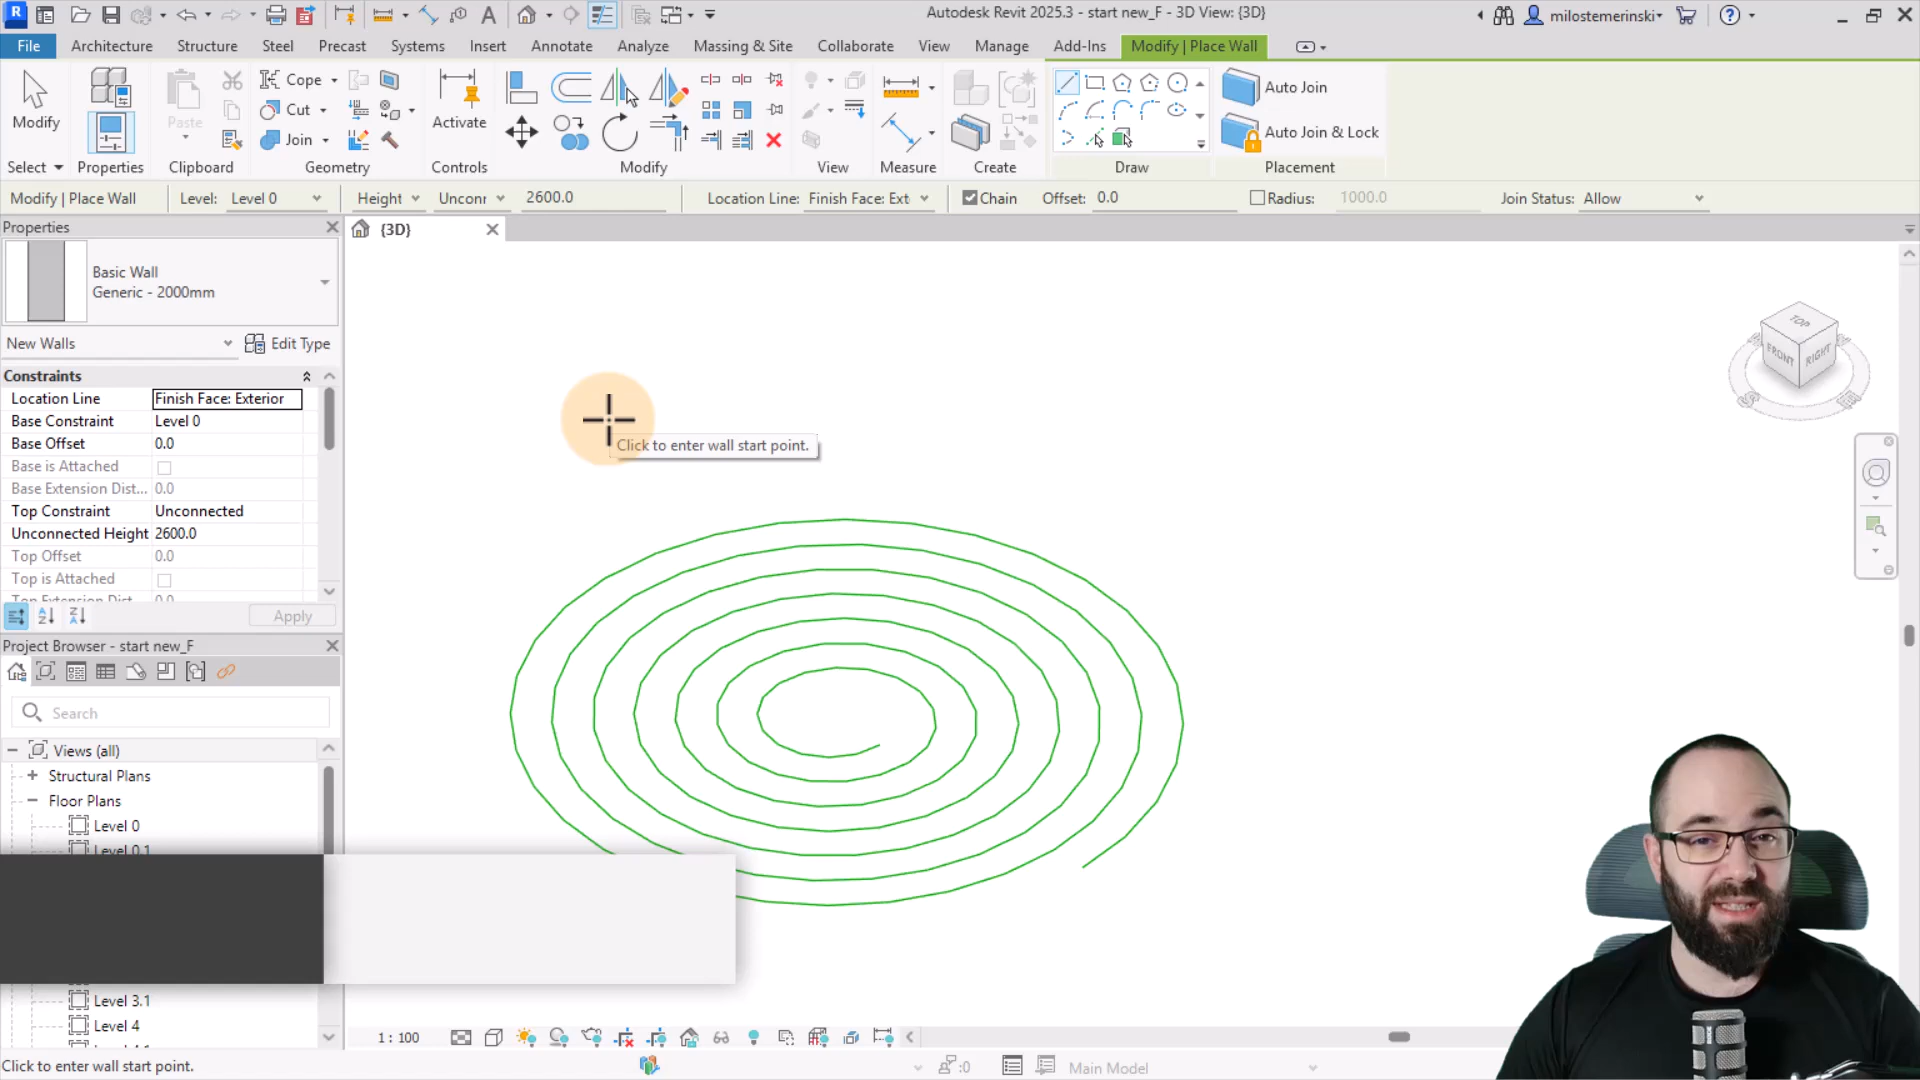 Autodesk Revit 2025.3 - start new_F - 3D View: {3D}
milostemerinski
File
Architecture
Structure
Steel
Precast
Systems
Insert
Annotate
Analyze
Massing & Site
Collaborate
View
Manage
Add-Ins
Modify | Place Wall
Modify
Paste
Cope
Cut
Join
Activate
Auto Join
Auto Join & Lock
Select
Properties
Clipboard
Geometry
Controls
Modify
View
Measure
Create
Draw
Placement
Modify | Place Wall
Level: Level 0
Height
Uncon
2600.0
Location Line: Finish Face: Ext
Chain
Offset: 0.0
Radius: 1000.0
Join Status: Allow
Properties
{3D}
Basic Wall
Generic - 2000mm
New Walls
Edit Type
Constraints
Location Line Finish Face: Exterior
Base Constraint Level 0
Base Offset 0.0
Base is Attached
Base Extension Dist... 0.0
Top Constraint Unconnected
Unconnected Height 2600.0
Top Offset 0.0
Top is Attached
Apply
Click to enter wall start point.
TOP
FRONT
RIGHT
Project Browser - start new_F
Search
Views (all)
Structural Plans
Floor Plans
Level 0
Level 0.1
Level 3.1
Level 4
1 : 100
Click to enter wall start point.
:0
Main Model